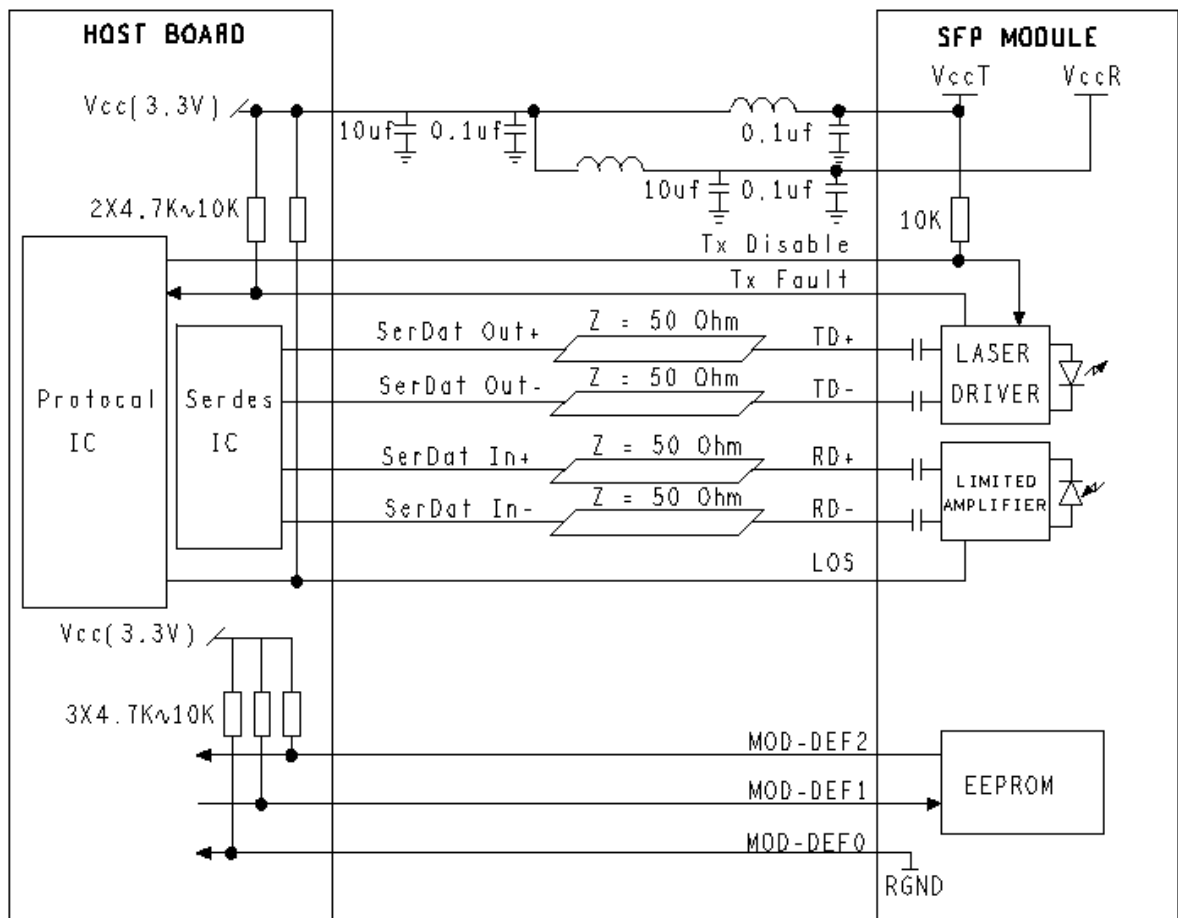 HOST BOARD
SFP MODULE
VccT
VccR
Vcc(3.3V)
10uf
0.1uf
0.1uf
10uf
0.1uf
2X4.7K∿10K
10K
Tx Disable
Tx Fault
SerDat Out+
Z = 50 Ohm
TD+
SerDat Out-
Z = 50 Ohm
TD-
LASER
DRIVER
Protocal
IC
Serdes
IC
SerDat In+
Z = 50 Ohm
RD+
SerDat In-
Z = 50 Ohm
RD-
LIMITED
AMPLIFIER
LOS
Vcc(3.3V)
3X4.7K∿10K
MOD-DEF2
MOD-DEF1
EEPROM
MOD-DEF0
RGND